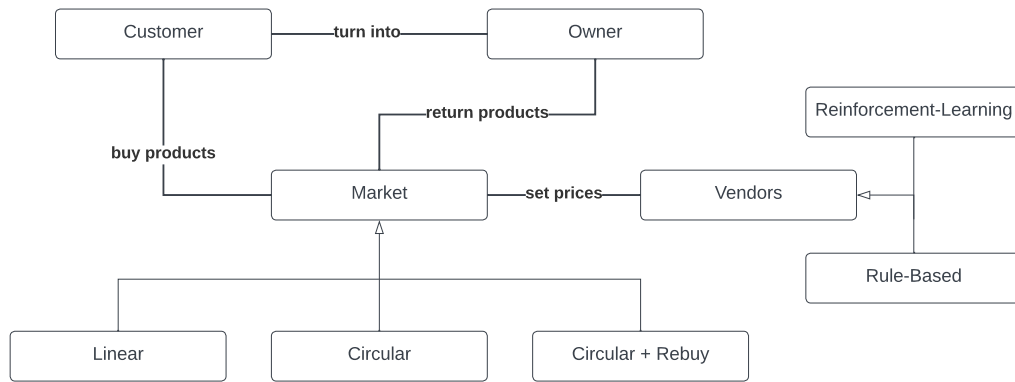 Customer
turn into
Owner
Reinforcement-Learning
return products
buy products
Market
set prices
Vendors
Rule-Based
Linear
Circular
Circular + Rebuy